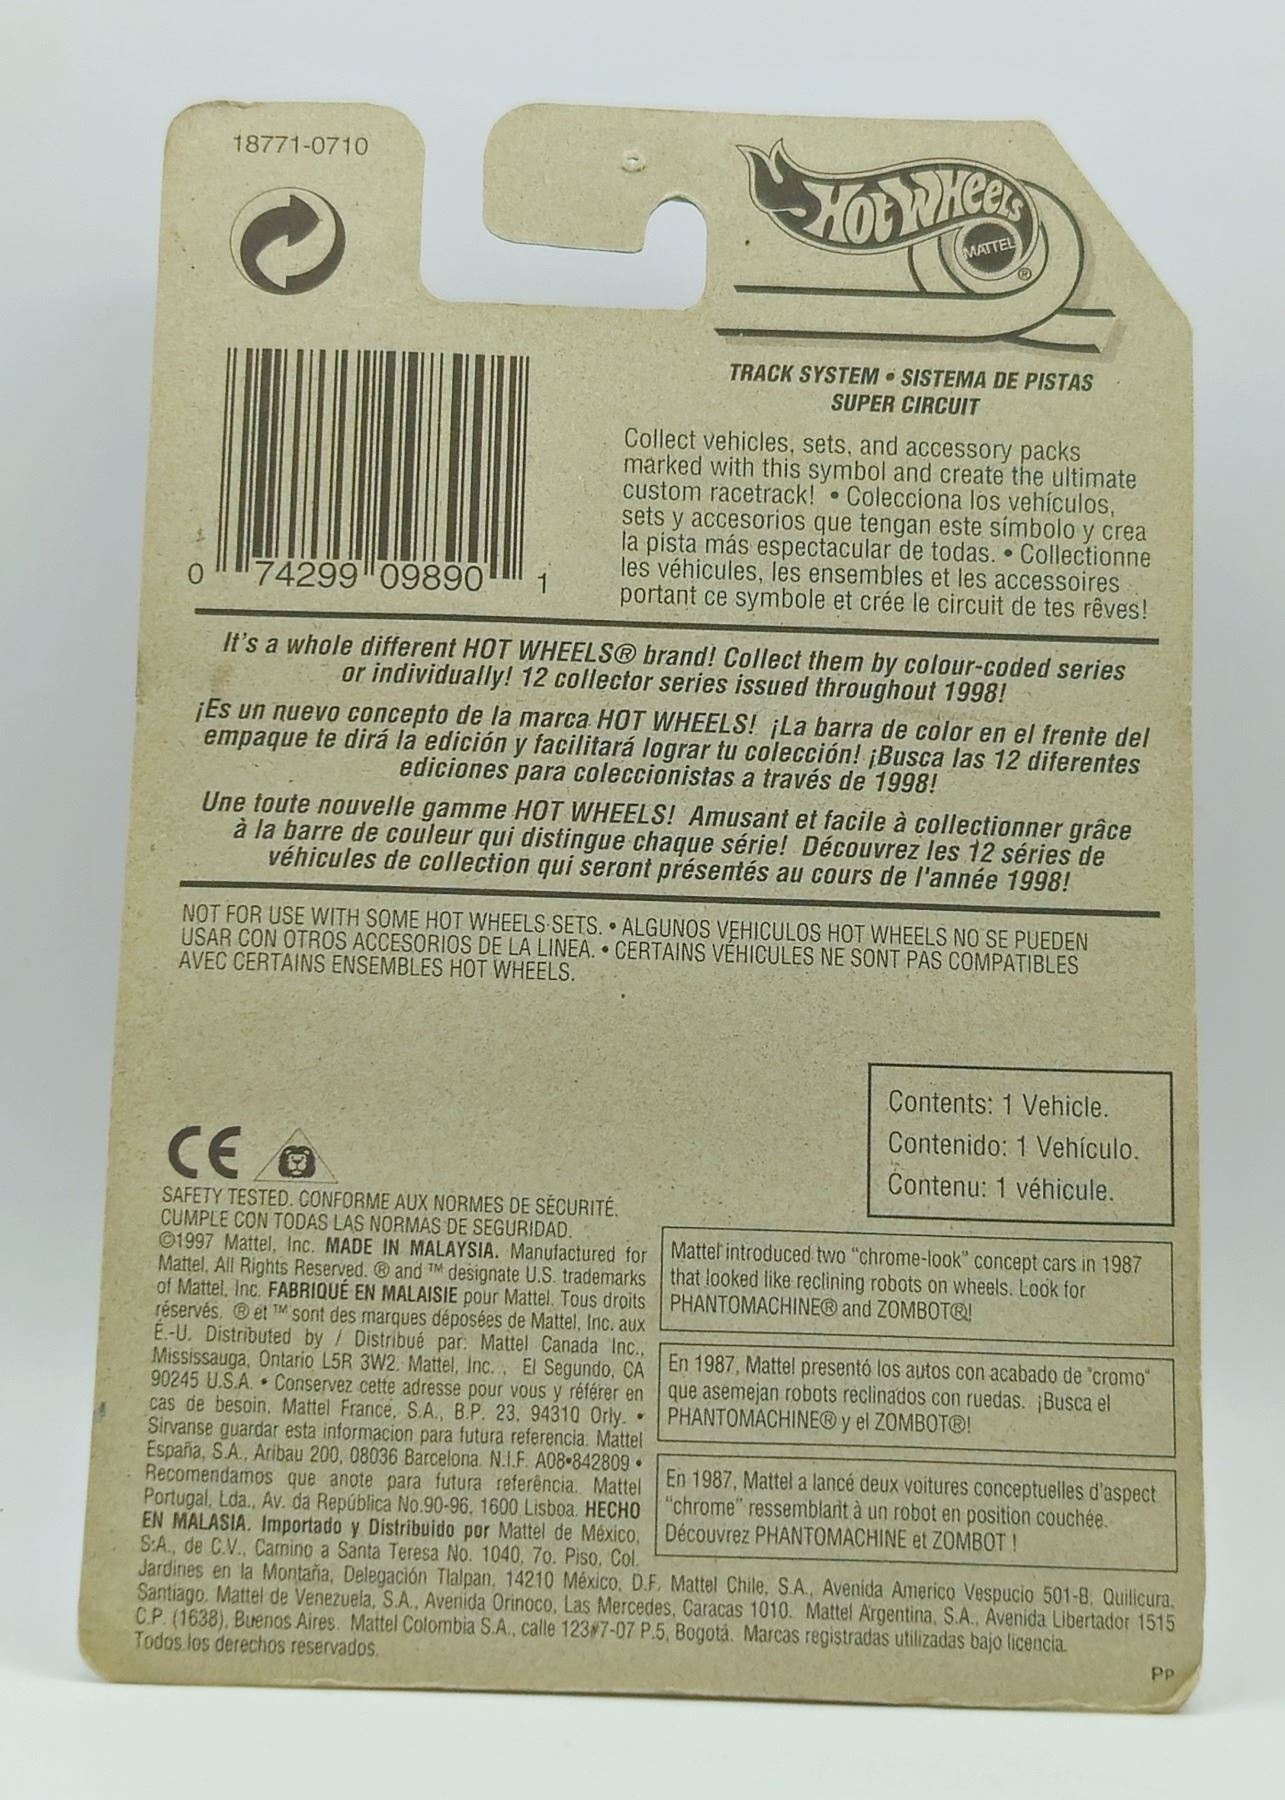 18771-0710
HOT WHEELS
MATTEL
®
TRACK SYSTEM • SISTEMA DE PISTAS
SUPER CIRCUIT
Collect vehicles, sets, and accessory packs
marked with this symbol and create the ultimate
custom racetrack! • Colecciona los vehículos,
sets y accesorios que tengan este símbolo y crea
la pista más espectacular de todas. • Collectionne
les véhicules, les ensembles et les accessoires
portant ce symbole et crée le circuit de tes rêves!
0 74299 09890 1
It's a whole different HOT WHEELS® brand! Collect them by colour-coded series
or individually! 12 collector series issued throughout 1998!
¡Es un nuevo concepto de la marca HOT WHEELS! ¡La barra de color en el frente del
empaque te dirá la edición y facilitará lograr tu colección! ¡Busca las 12 diferentes
ediciones para coleccionistas a través de 1998!
Une toute nouvelle gamme HOT WHEELS! Amusant et facile à collectionner grâce
à la barre de couleur qui distingue chaque série! Découvrez les 12 séries de
véhicules de collection qui seront présentés au cours de l'année 1998!
NOT FOR USE WITH SOME HOT WHEELS SETS. • ALGUNOS VEHICULOS HOT WHEELS NO SE PUEDEN
USAR CON OTROS ACCESORIOS DE LA LINEA. • CERTAINS VÉHICULES NE SONT PAS COMPATIBLES
AVEC CERTAINS ENSEMBLES HOT WHEELS.
Contents: 1 Vehicle.
Contenido: 1 Vehículo.
Contenu: 1 véhicule.
CE
SAFETY TESTED. CONFORME AUX NORMES DE SÉCURITÉ.
CUMPLE CON TODAS LAS NORMAS DE SEGURIDAD.
©1997 Mattel, Inc. MADE IN MALAYSIA. Manufactured for
Mattel. All Rights Reserved. ® and ™ designate U.S. trademarks
of Mattel, Inc. FABRIQUÉ EN MALAISIE pour Mattel. Tous droits
réservés. ® et ™ sont des marques déposées de Mattel, Inc. aux
É.-U. Distributed by / Distribué par: Mattel Canada Inc.,
Mississauga, Ontario L5R 3W2. Mattel, Inc. , El Segundo, CA
90245 U.S.A. • Conservez cette adresse pour vous y référer en
cas de besoin. Mattel France, S.A., B.P. 23, 94310 Orly. •
Sirvanse guardar esta informacion para futura referencia. Mattel
España, S.A., Aribau 200, 08036 Barcelona. N.I.F. A08•842809 •
Recomendamos que anote para futura referência. Mattel
Portugal, Lda., Av. da República No.90-96, 1600 Lisboa. HECHO
EN MALASIA. Importado y Distribuido por Mattel de México,
S.A., de C.V., Camino a Santa Teresa No. 1040, 7o. Piso, Col.
Jardines en la Montaña, Delegación Tlalpan, 14210 México, D.F. Mattel Chile, S.A., Avenida Americo Vespucio 501-B, Quilicura,
Santiago. Mattel de Venezuela, S.A., Avenida Orinoco, Las Mercedes, Caracas 1010. Mattel Argentina, S.A., Avenida Libertador 1515
C.P. (1638), Buenos Aires. Mattel Colombia S.A., calle 123#7-07 P.5, Bogotá. Marcas registradas utilizadas bajo licencia.
Todos los derechos reservados.
Mattel introduced two "chrome-look" concept cars in 1987
that looked like reclining robots on wheels. Look for
PHANTOMACHINE® and ZOMBOT®!
En 1987, Mattel presentó los autos con acabado de "cromo"
que asemejan robots reclinados con ruedas. ¡Busca el
PHANTOMACHINE® y el ZOMBOT®!
En 1987, Mattel a lancé deux voitures conceptuelles d'aspect
"chrome" ressemblant à un robot en position couchée.
Découvrez PHANTOMACHINE et ZOMBOT !
PP